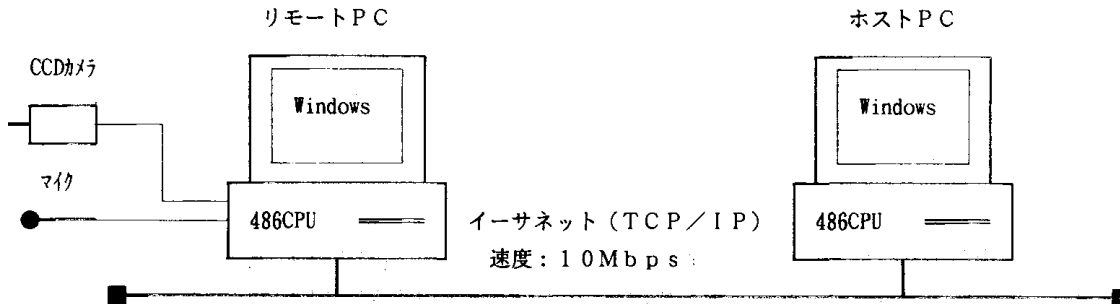 リモートＰＣ
ホストＰＣ
CCDｶﾒﾗ
Windows
Windows
ﾏｲｸ
486CPU
イーサネット（ＴＣＰ／ＩＰ）
486CPU
速度：１０Ｍｂｐｓ